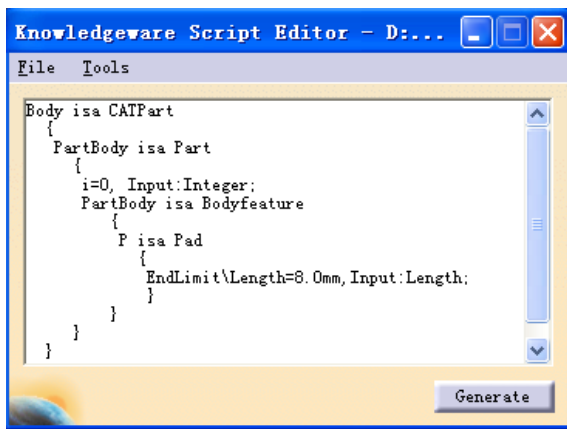 Knowledgeware Script Editor - D:...
File Tools
Body isa CATPart
{
PartBody isa Part
{
i=0, Input:Integer;
PartBody isa Bodyfeature
{
P isa Pad
{
EndLimit\Length=8.0mm,Input:Length;
}
}
}
}
Generate